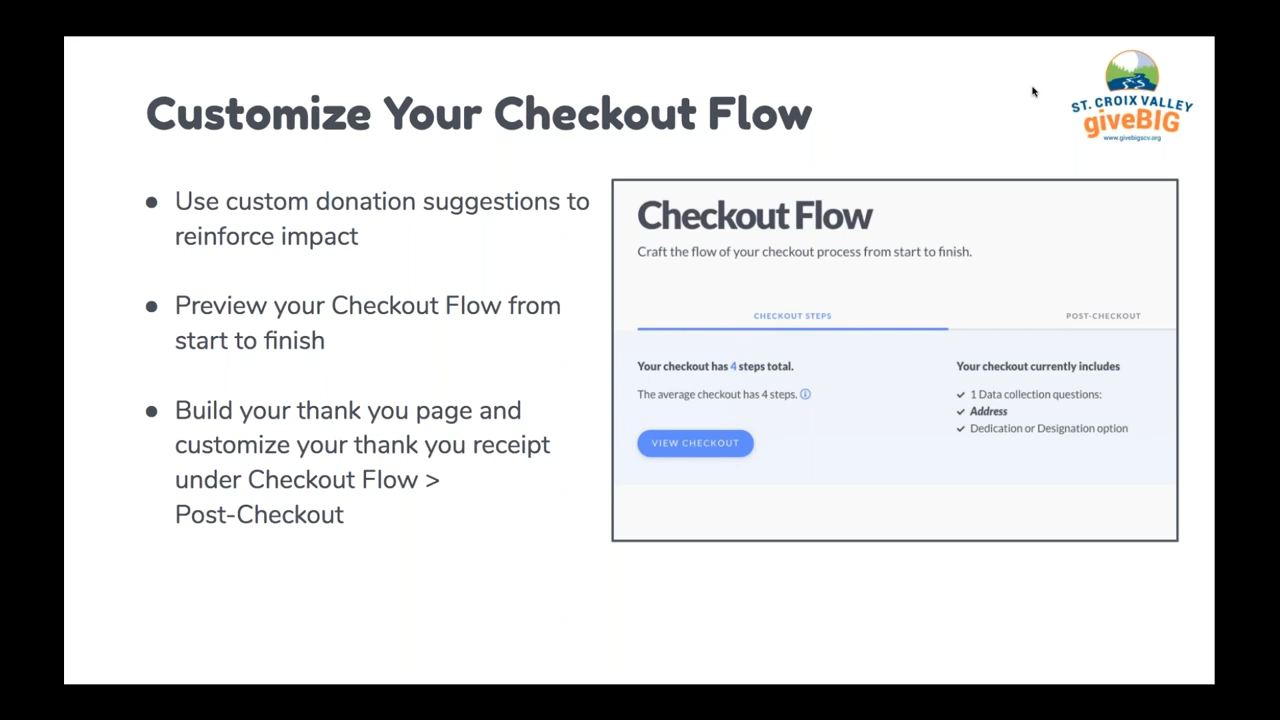 Customize Your Checkout Flow
ST. CROIX VALLEY
giveBIG
www.givebigscv.org
● Use custom donation suggestions to
reinforce impact
● Preview your Checkout Flow from
start to finish
● Build your thank you page and
customize your thank you receipt
under Checkout Flow >
Post-Checkout
Checkout Flow
Craft the flow of your checkout process from start to finish.
CHECKOUT STEPS
POST-CHECKOUT
Your checkout has 4 steps total.
The average checkout has 4 steps.
VIEW CHECKOUT
Your checkout currently includes
✓ 1 Data collection questions:
✓ Address
✓ Dedication or Designation option